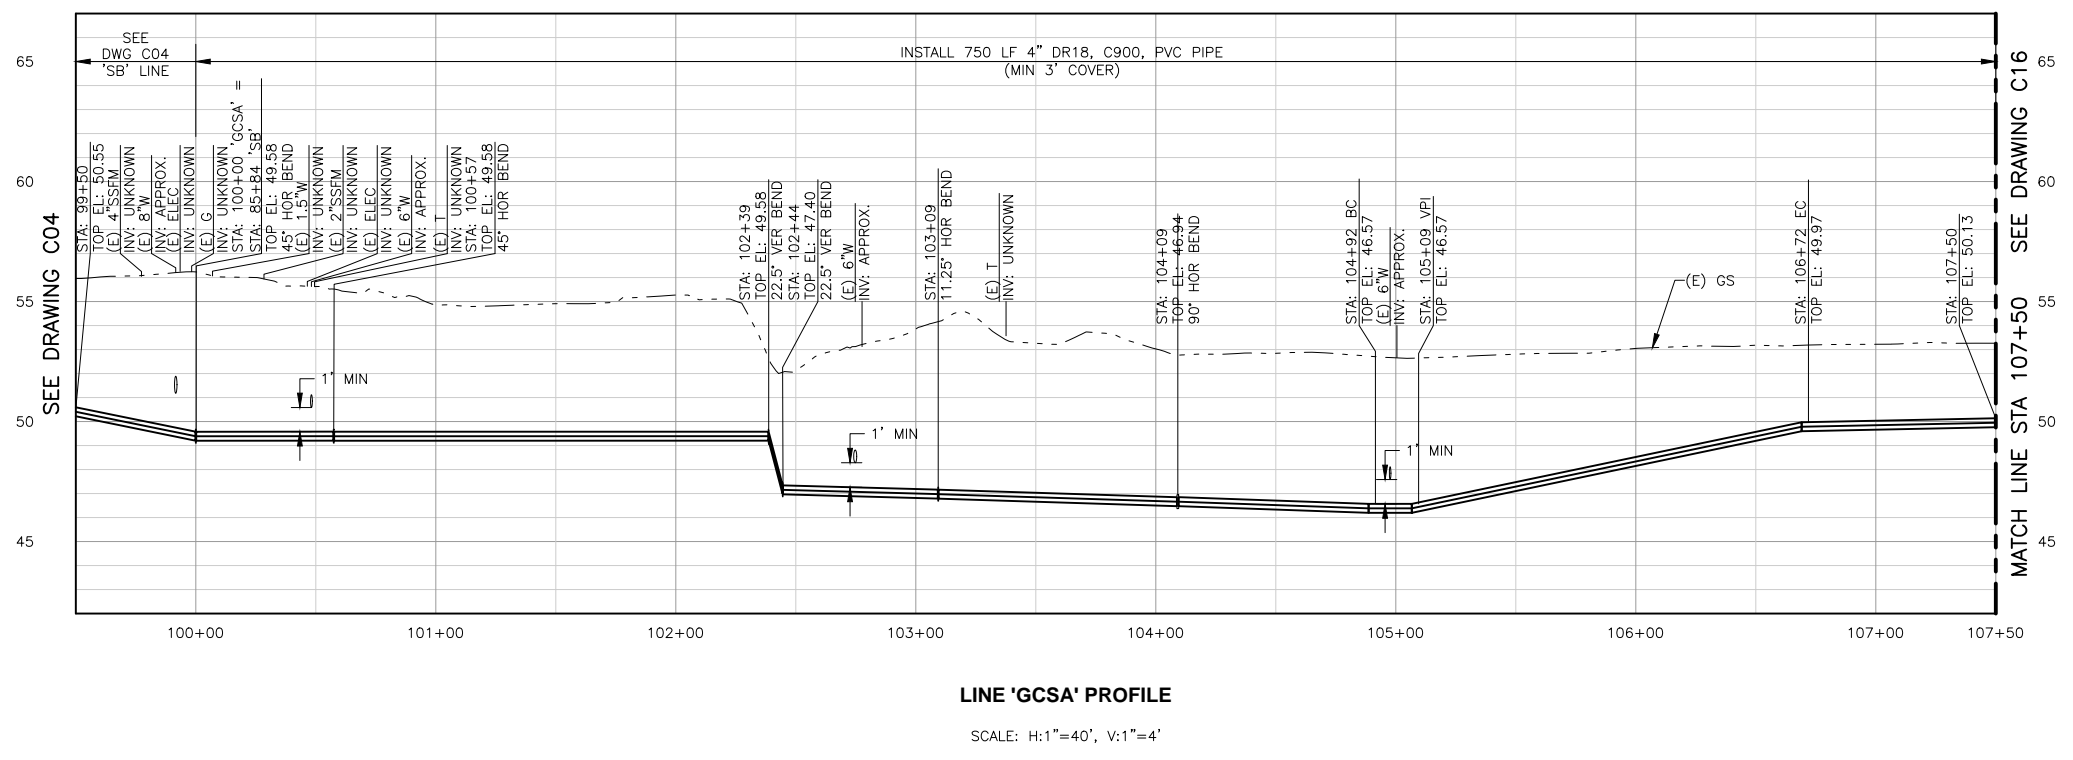 SEE
DWG C04
'SB' LINE
INSTALL 750 LF 4" DR18, C900, PVC PIPE
(MIN 3' COVER)
65
60
55
50
45
SEE DRAWING C04
STA: 99+50
TOP EL: 50.55
(E) 4"SSFM
INV: UNKNOWN
(E) 8"W
INV: APPROX.
(E) ELEC
INV: UNKNOWN
(E) G
INV: UNKNOWN
STA: 100+00 'GCSA' =
STA: 85+84 'SB'
TOP EL: 49.58
45° HOR BEND
(E) 1.5"W
INV: UNKNOWN
(E) 2"SSFM
INV: UNKNOWN
(E) ELEC
INV: UNKNOWN
(E) 6"W
INV: APPROX.
(E) T
INV: UNKNOWN
STA: 100+57
TOP EL: 49.58
45° HOR BEND
STA: 102+39
TOP EL: 49.58
22.5° VER BEND
STA: 102+44
TOP EL: 47.40
22.5° VER BEND
(E) 6"W
INV: APPROX.
STA: 103+09
11.25° HOR BEND
(E) T
INV: UNKNOWN
STA: 104+09
TOP EL: 46.94
90° HOR BEND
STA: 104+92 BC
TOP EL: 46.57
(E) 6"W
INV: APPROX.
STA: 105+09 VPI
TOP EL: 46.57
(E) GS
STA: 106+72 EC
TOP EL: 49.97
STA: 107+50
TOP EL: 50.13
1' MIN
1' MIN
1' MIN
65
60
55
50
45
MATCH LINE STA 107+50 SEE DRAWING C16
100+00
101+00
102+00
103+00
104+00
105+00
106+00
107+00
107+50
LINE 'GCSA' PROFILE
SCALE: H:1"=40', V:1"=4'